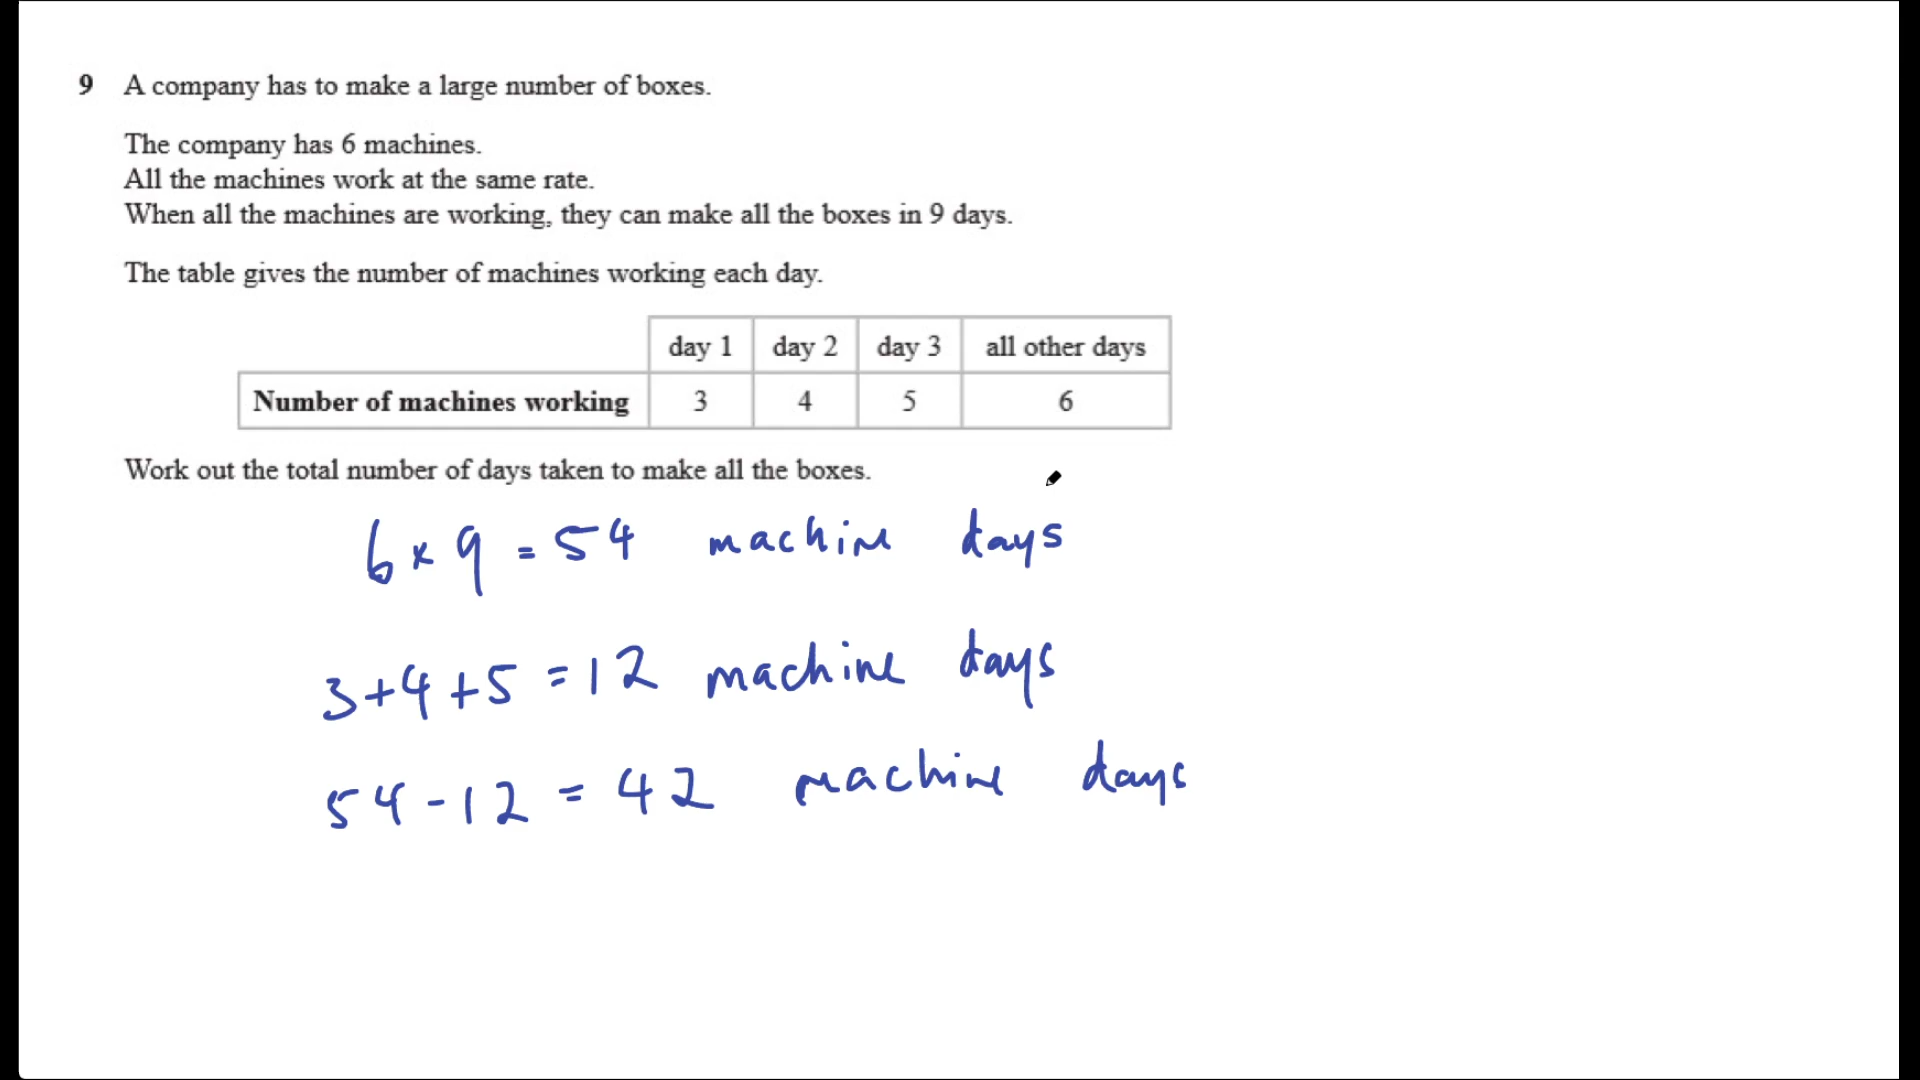 9 A company has to make a large number of boxes.
The company has 6 machines.
All the machines work at the same rate.
When all the machines are working, they can make all the boxes in 9 days.
The table gives the number of machines working each day.
day 1 day 2 day 3 all other days
Number of machines working 3 4 5 6
Work out the total number of days taken to make all the boxes.
6 × 9 = 54 machine days
3+4+5 = 12 machine days
54-12 = 42 machine days